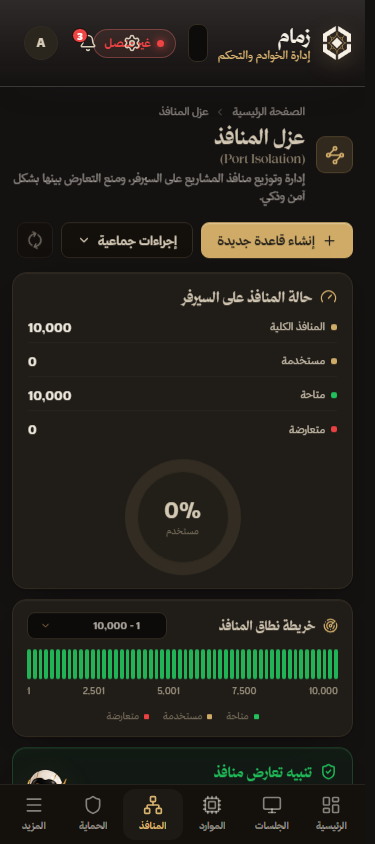 زمام
إدارة الخوادم والتحكم
3
A
الصفحة الرئيسية › عزل المنافذ
عزل المنافذ
(Port Isolation)
إدارة وتوزيع منافذ المشاريع على السيرفر، ومنع التعارض بينها بشكل
آمن وذكي.
+ إنشاء قاعدة جديدة
إجراءات جماعية
حالة المنافذ على السيرفر
المنافذ الكلية 10,000
مستخدمة 0
متاحة 10,000
متعارضة 0
0%
مستخدم
خريطة نطاق المنافذ
1 - 10,000
1 2,501 5,001 7,500 10,000
متاحة مستخدمة متعارضة
تنبيه تعارض منافذ
الرئيسية
الجلسات
الموارد
المنافذ
الحماية
المزيد